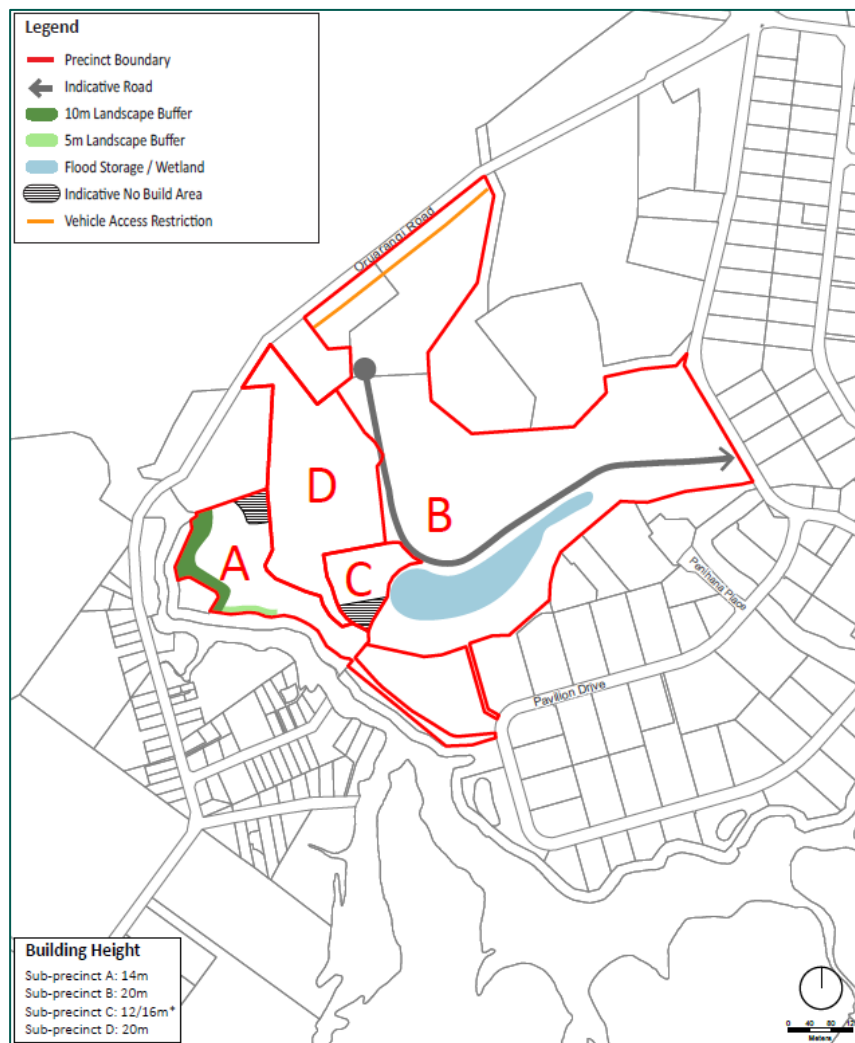 Legend
Precinct Boundary
Indicative Road
10m Landscape Buffer
5m Landscape Buffer
Flood Storage / Wetland
Indicative No Build Area
Vehicle Access Restriction
Oruarangi Road
D
B
A
C
Penihana Place
Pavilion Drive
Building Height
Sub-precinct A: 14m
Sub-precinct B: 20m
Sub-precinct C: 12/16m*
Sub-precinct D: 20m
0 40 80
Meters